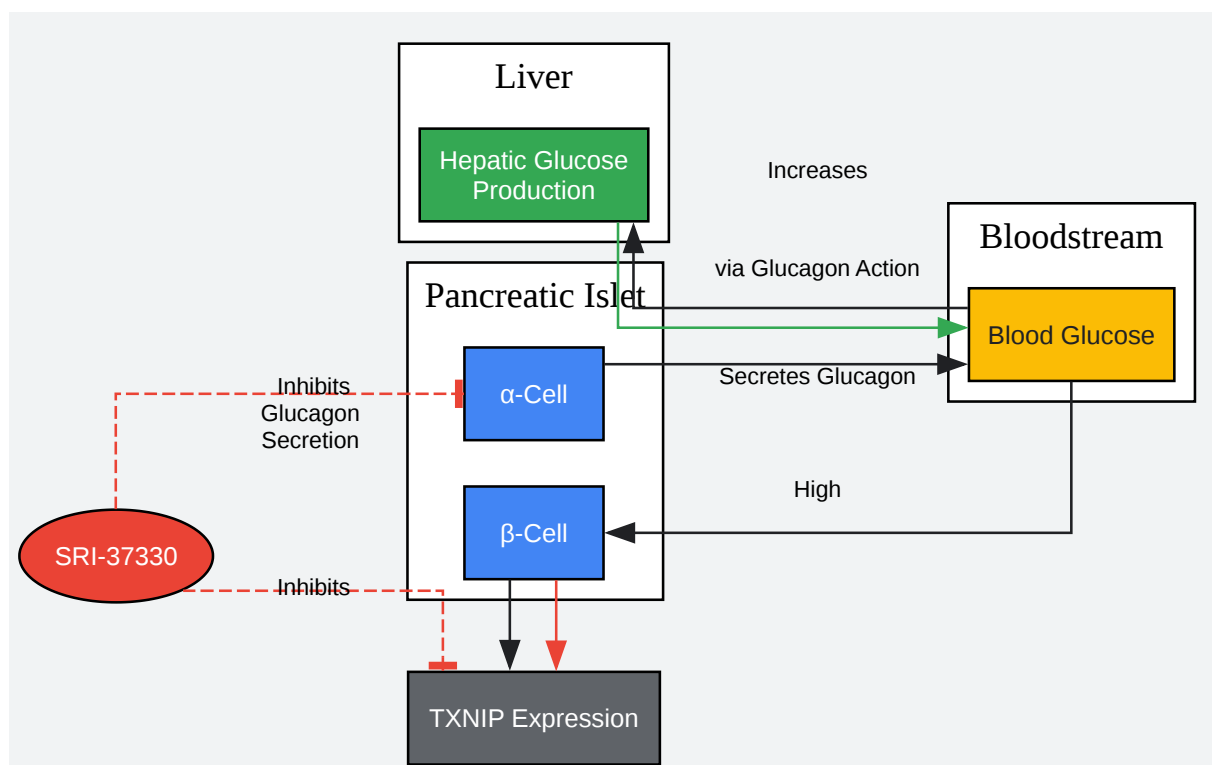 Liver
Hepatic Glucose
Production
Increases
Bloodstream
via Glucagon Action
Pancreatic Islet
Blood Glucose
α-Cell
Secretes Glucagon
Inhibits
Glucagon
Secretion
High
β-Cell
SRI-37330
Inhibits
TXNIP Expression